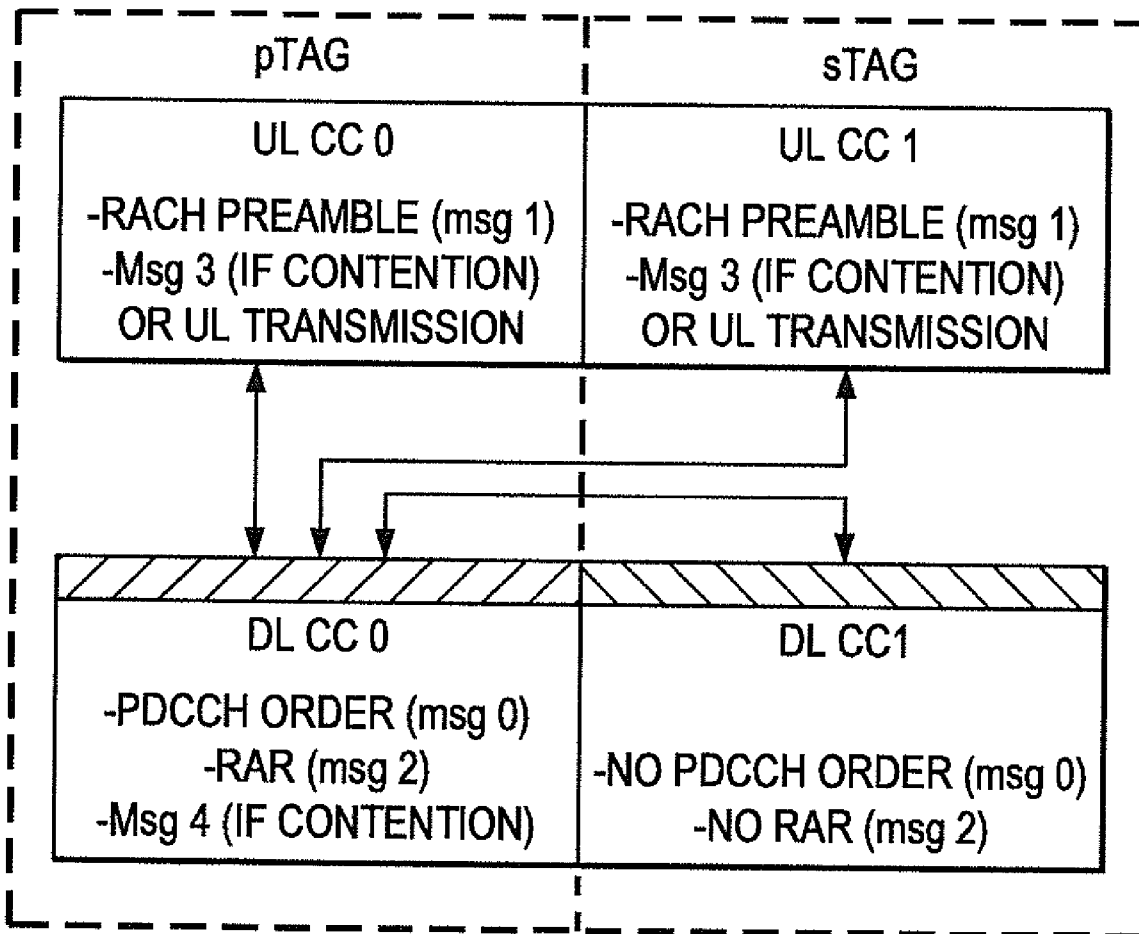 pTAG
sTAG
UL CC 0
-RACH PREAMBLE (msg 1)
-Msg 3 (IF CONTENTION)
OR UL TRANSMISSION
UL CC 1
-RACH PREAMBLE (msg 1)
-Msg 3 (IF CONTENTION)
OR UL TRANSMISSION
DL CC 0
-PDCCH ORDER (msg 0)
-RAR (msg 2)
-Msg 4 (IF CONTENTION)
DL CC1
-NO PDCCH ORDER (msg 0)
-NO RAR (msg 2)